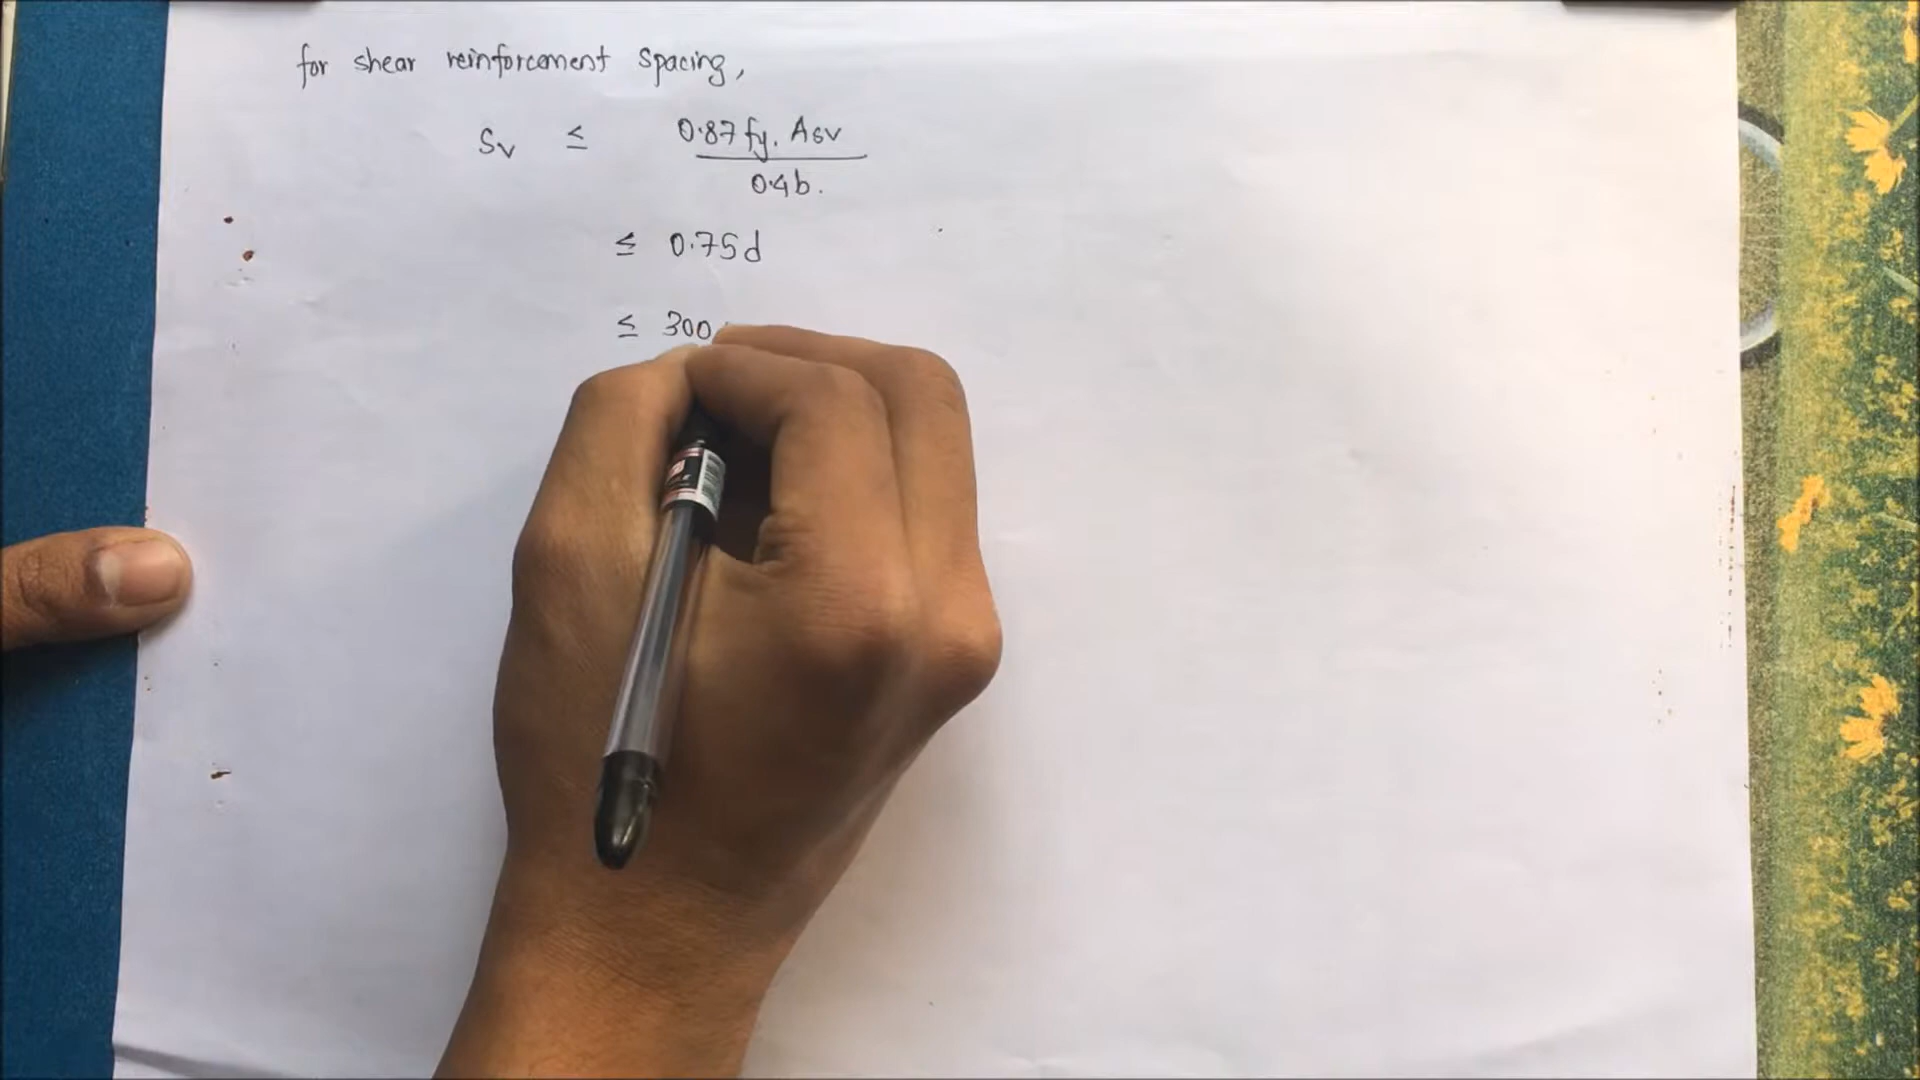 for shear reinforcement spacing,
Sv ≤ 0.87 fy. Asv
0.4b.
≤ 0.75d
≤ 300